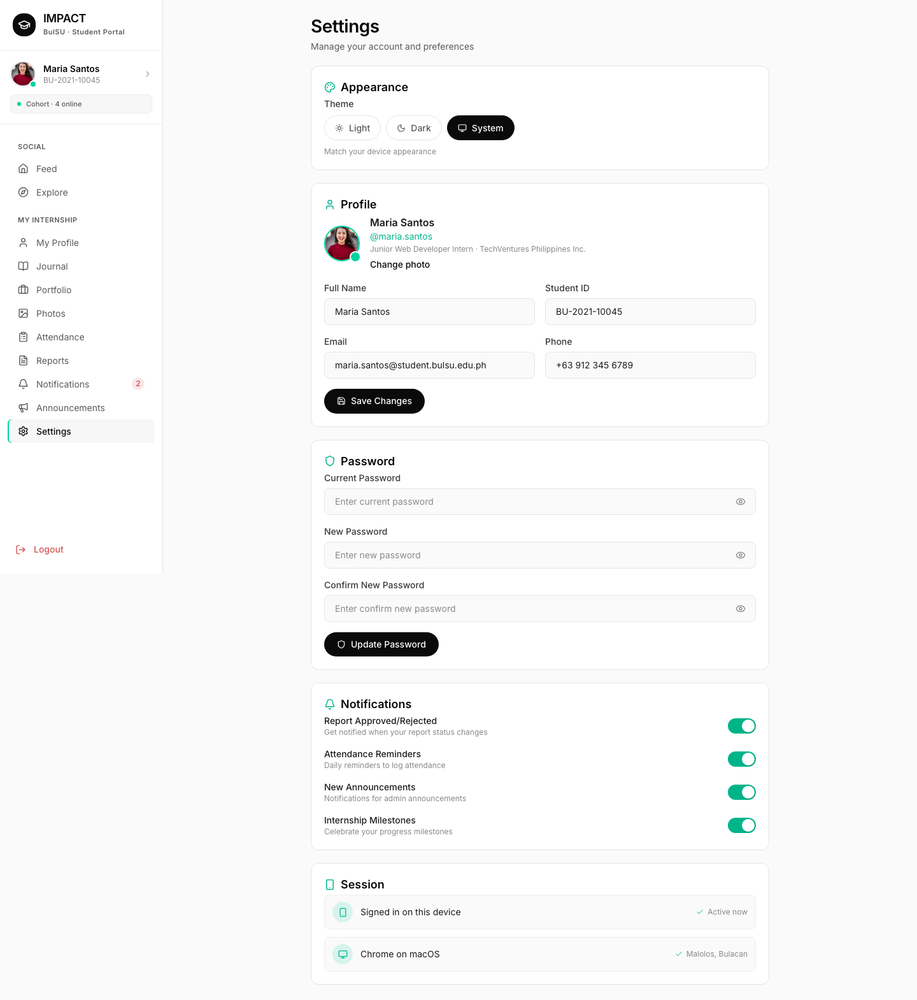 IMPACT
BulSU · Student Portal
Maria Santos
BU-2021-10045
Cohort · 4 online
SOCIAL
Feed
Explore
MY INTERNSHIP
My Profile
Journal
Portfolio
Photos
Attendance
Reports
Notifications 2
Announcements
Settings
Logout
Settings
Manage your account and preferences
Appearance
Theme
Light Dark System
Match your device appearance
Profile
Maria Santos
@maria.santos
Junior Web Developer Intern · TechVentures Philippines Inc.
Change photo
Full Name Student ID
Maria Santos BU-2021-10045
Email Phone
maria.santos@student.bulsu.edu.ph +63 912 345 6789
Save Changes
Password
Current Password
Enter current password
New Password
Enter new password
Confirm New Password
Enter confirm new password
Update Password
Notifications
Report Approved/Rejected
Get notified when your report status changes
Attendance Reminders
Daily reminders to log attendance
New Announcements
Notifications for admin announcements
Internship Milestones
Celebrate your progress milestones
Session
Signed in on this device Active now
Chrome on macOS Malolos, Bulacan